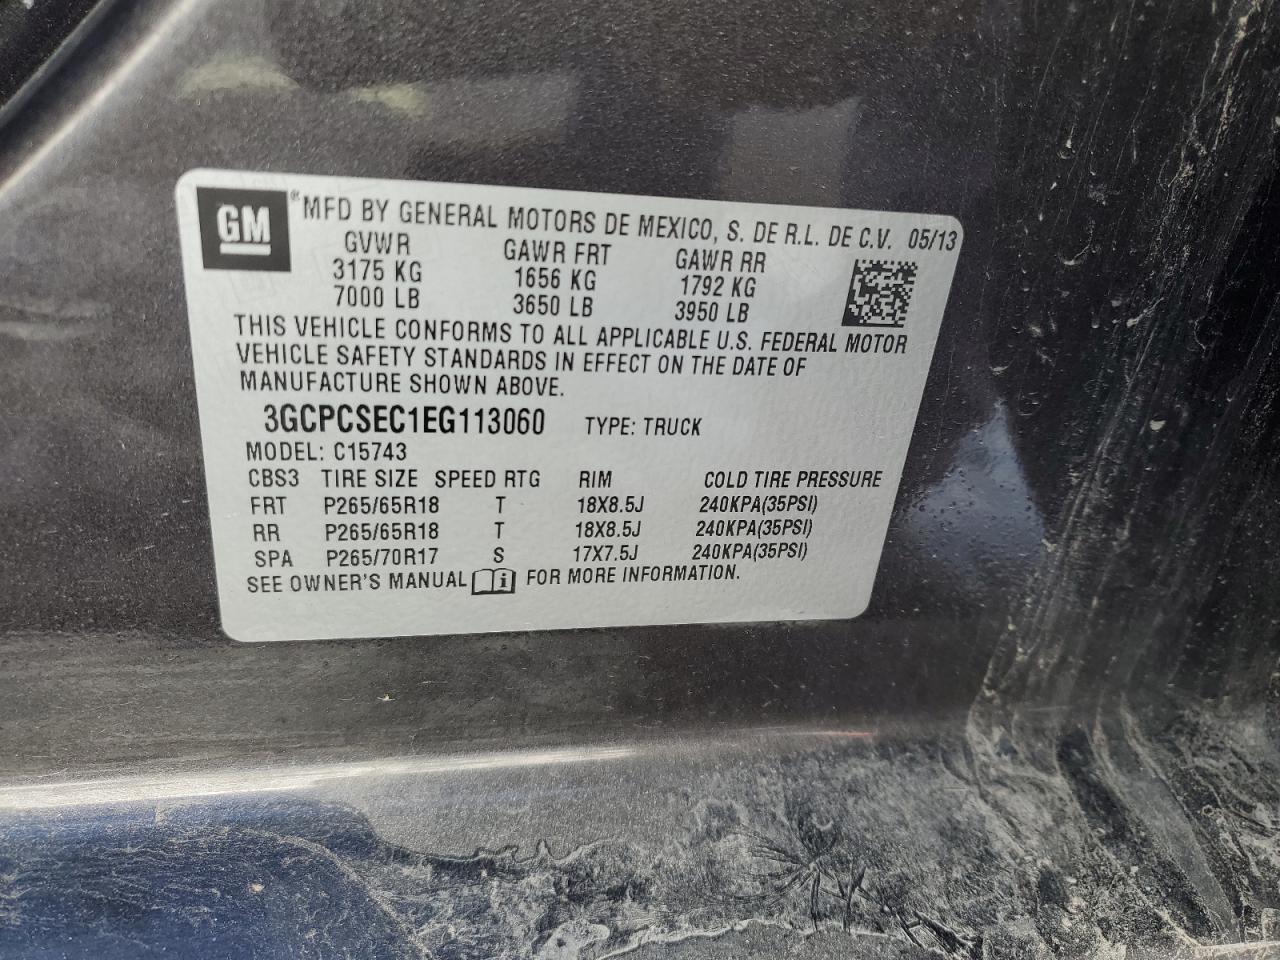 GM ® MFD BY GENERAL MOTORS DE MEXICO, S. DE R.L. DE C.V. 05/13
GVWR GAWR FRT GAWR RR
3175 KG 1656 KG 1792 KG
7000 LB 3650 LB 3950 LB
THIS VEHICLE CONFORMS TO ALL APPLICABLE U.S. FEDERAL MOTOR
VEHICLE SAFETY STANDARDS IN EFFECT ON THE DATE OF
MANUFACTURE SHOWN ABOVE.
3GCPCSEC1EG113060 TYPE: TRUCK
MODEL: C15743
CBS3 TIRE SIZE SPEED RTG RIM COLD TIRE PRESSURE
FRT P265/65R18 T 18X8.5J 240KPA(35PSI)
RR P265/65R18 T 18X8.5J 240KPA(35PSI)
SPA P265/70R17 S 17X7.5J 240KPA(35PSI)
SEE OWNER'S MANUAL i FOR MORE INFORMATION.